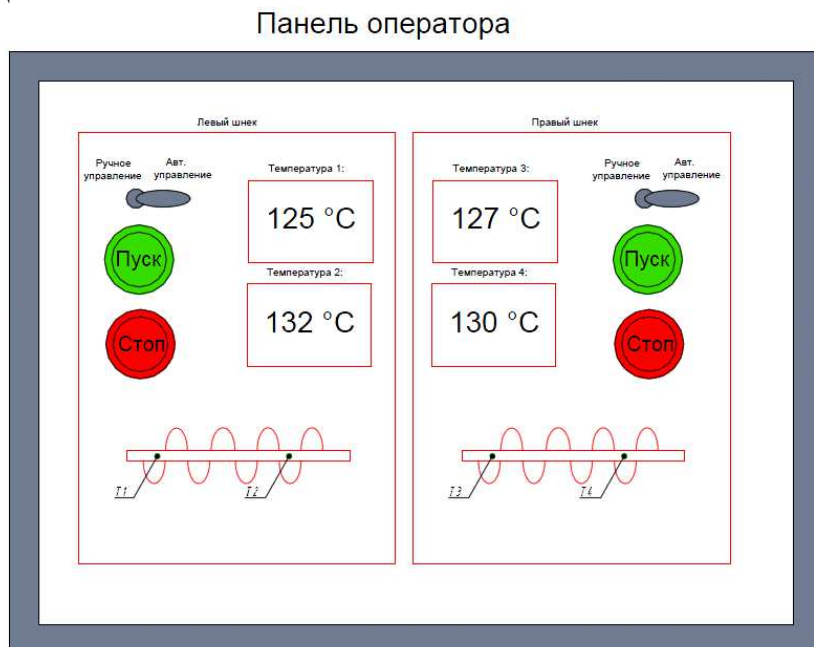 Панель оператора
Левый шнек
Ручное управление
Авт. управление
Температура 1:
125 °C
Пуск
Температура 2:
132 °C
Стоп
T1
T2
Правый шнек
Температура 3:
127 °C
Ручное управление
Авт. управление
Пуск
Температура 4:
130 °C
Стоп
T3
T4